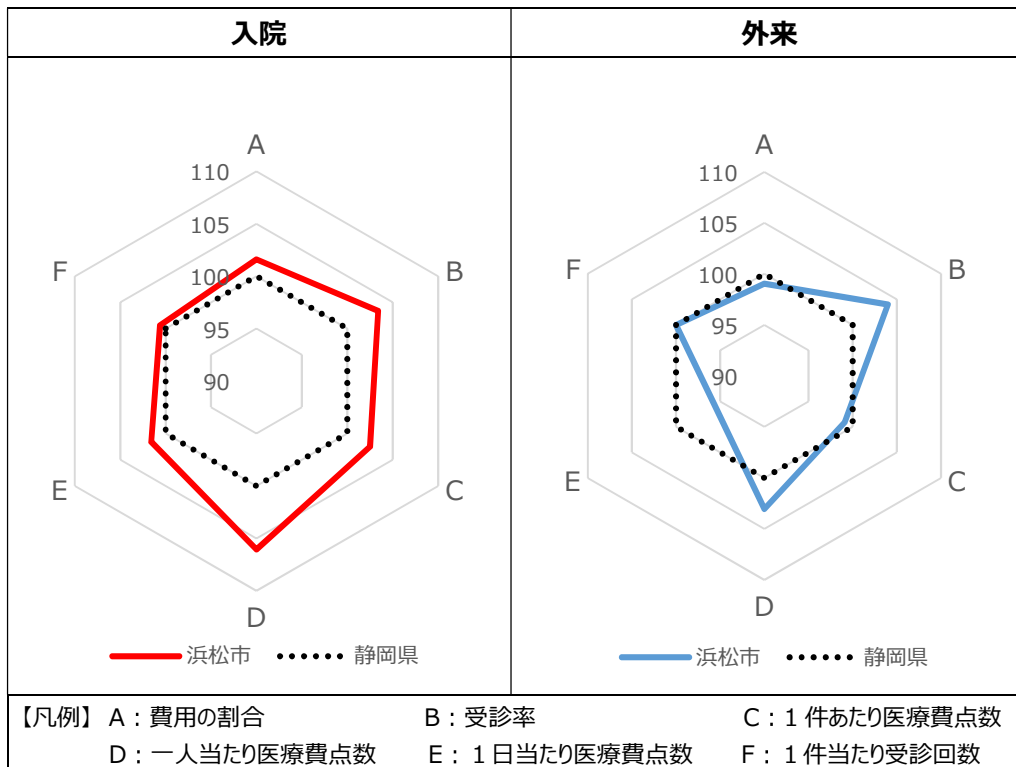 入院 外来
A
110
105
100
95
90
F B
E C
D
浜松市 静岡県
A
110
105
100
95
90
F B
E C
D
浜松市 静岡県
【凡例】 A：費用の割合 B：受診率 C：1件あたり医療費点数
D：一人当たり医療費点数 E：1日当たり医療費点数 F：1件当たり受診回数